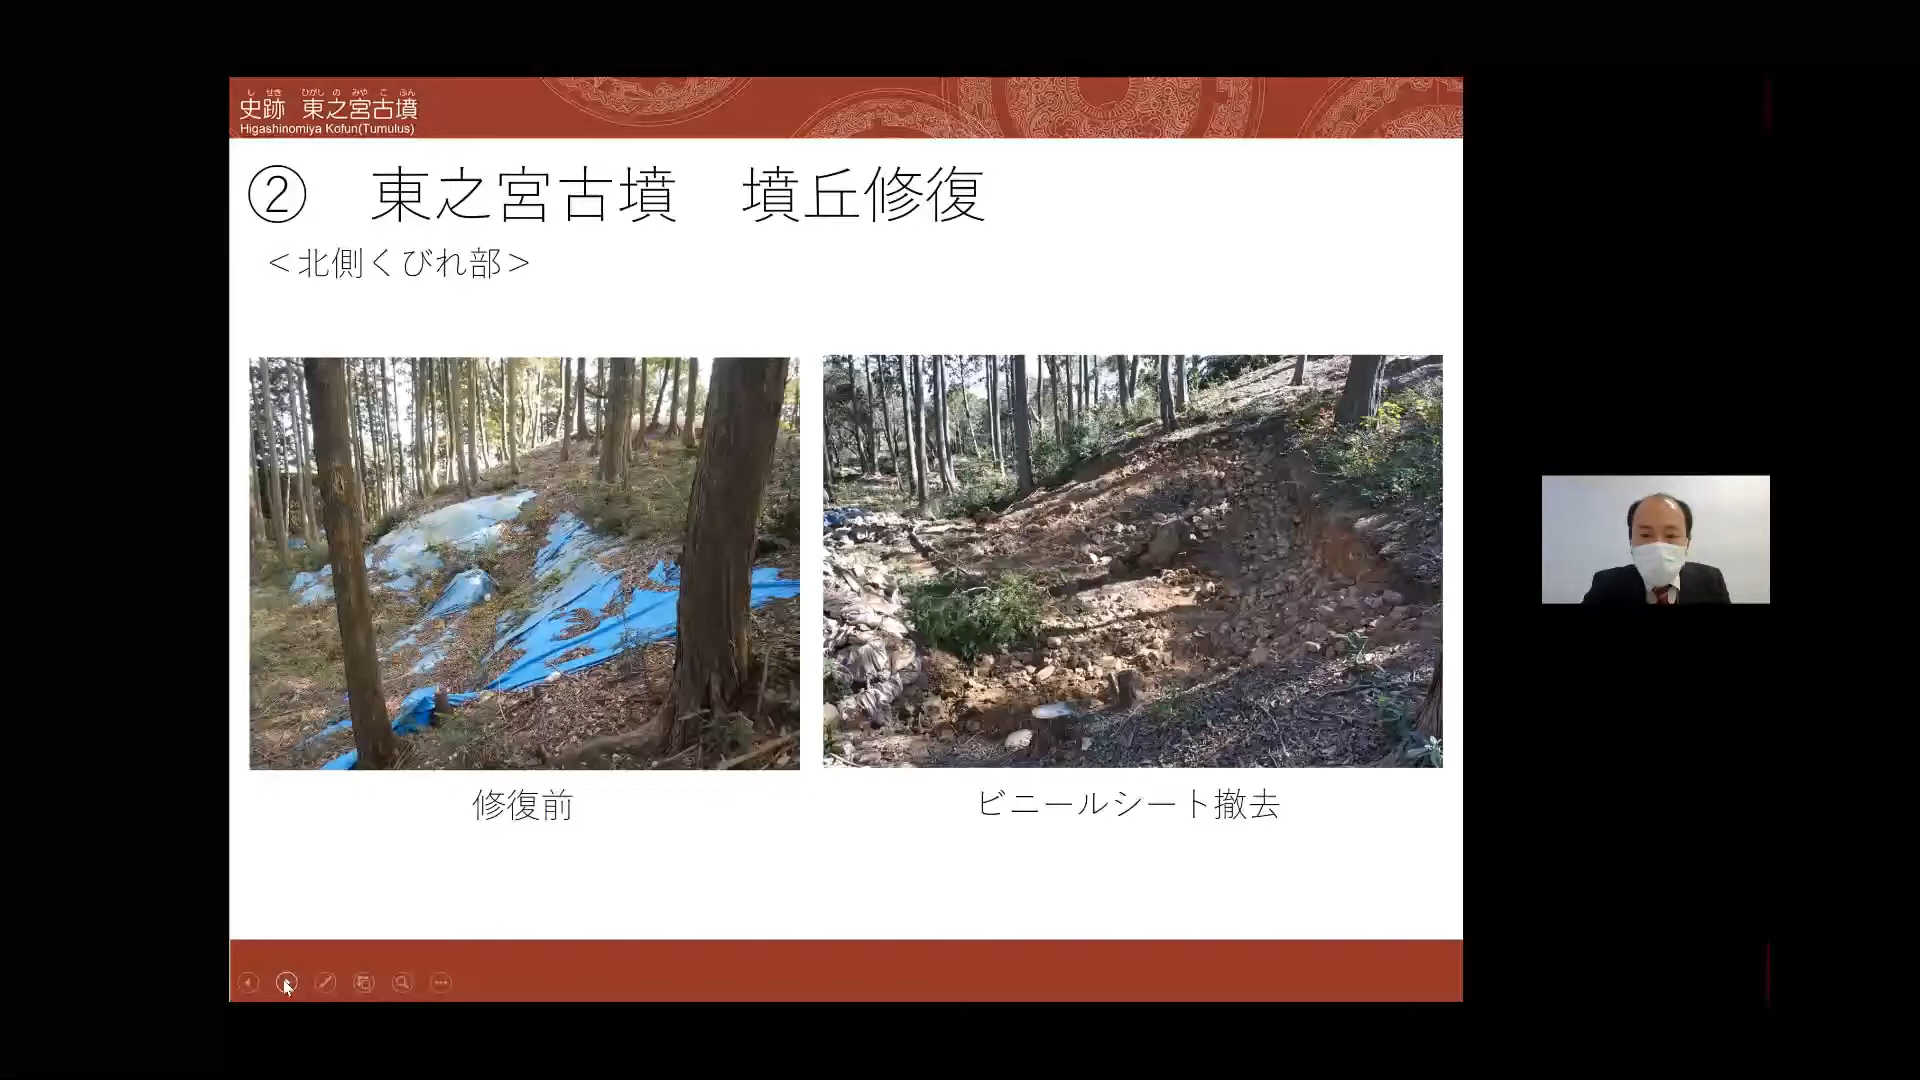 し せき ひがし の みや こ ふん
史跡 東之宮古墳
Higashinomiya Kofun(Tumulus)
② 東之宮古墳 墳丘修復
＜北側くびれ部＞
修復前
ビニールシート撤去